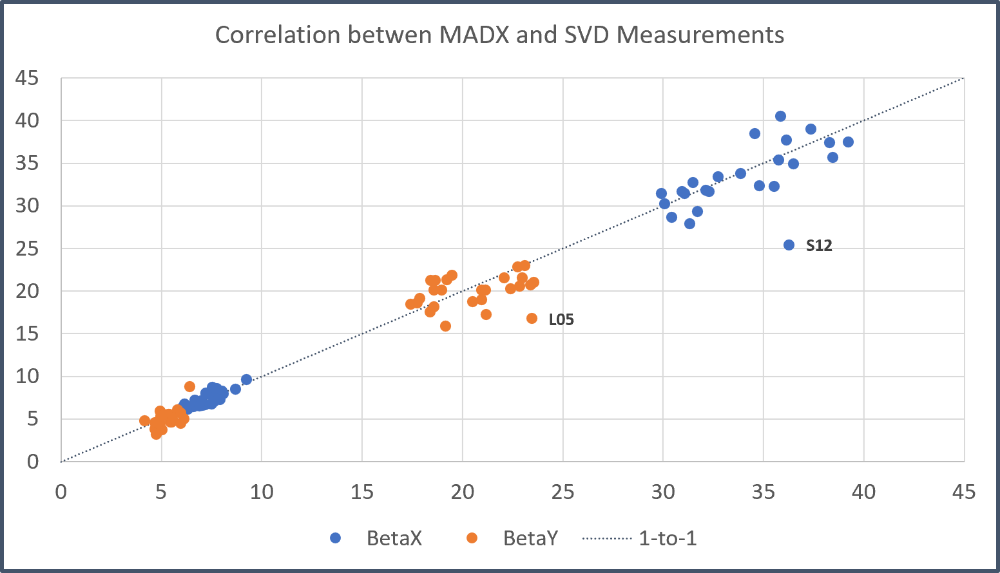 Correlation betwen MADX and SVD Measurements
45
40
35
30
25
20
15
10
5
0
S12
L05
0 5 10 15 20 25 30 35 40 45
BetaX BetaY 1-to-1